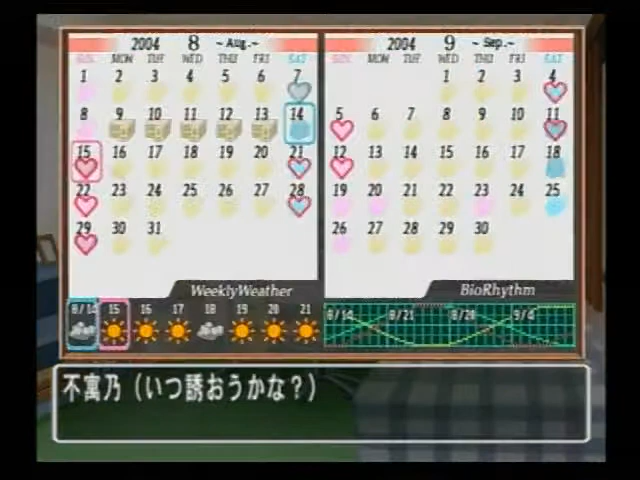 2004 8 ~Aug.~
SUN MON TUE WED THU FRI SAT
1 2 3 4 5 6 7
8 9 10 11 12 13 14
15 16 17 18 19 20 21
22 23 24 25 26 27 28
29 30 31
2004 9 ~Sep.~
SUN MON TUE WED THU FRI SAT
1 2 3 4
5 6 7 8 9 10 11
12 13 14 15 16 17 18
19 20 21 22 23 24 25
26 27 28 29 30
WeeklyWeather
8/14 15 16 17 18 19 20 21
BioRhythm
8/14 8/21 8/28 9/4
不寓乃（いつ誘おうかな？）